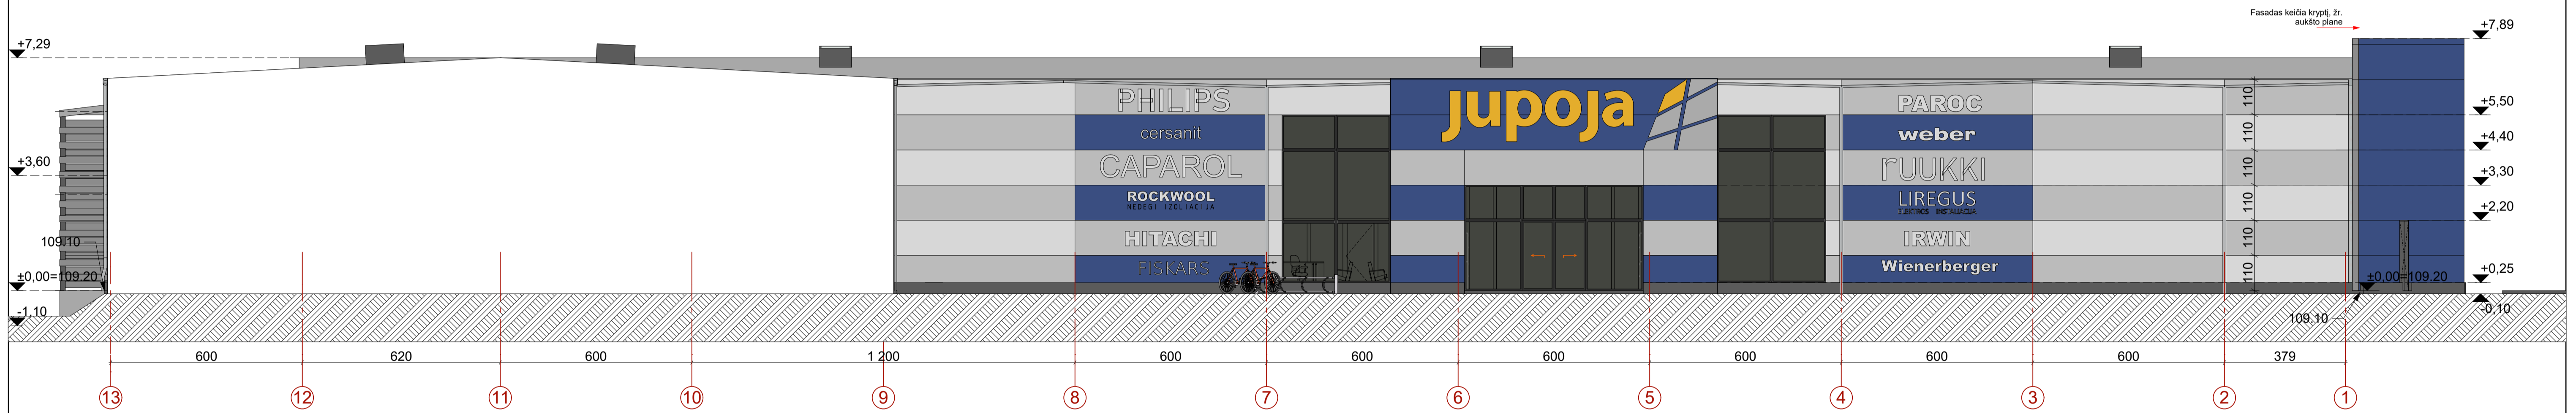 Fasadas keičia kryptį, žr.
aukšto plane
+7,29
+3,60
109.10
±0,00=109.20
-1,10
PHILIPS
cersanit
CAPAROL
ROCKWOOL
NEDEGI IZOLIACIJA
HITACHI
FISKARS
jupoja
PAROC
weber
ruukki
LIREGUS
ELEKTROS INSTALIACIJA
IRWIN
Wienerberger
110
110
110
110
110
110
+7,89
+5,50
+4,40
+3,30
+2,20
+0,25
±0,00=109.20
-0,10
109.10
600 620 600 1 200 600 600 600 600 600 600 379
13 12 11 10 9 8 7 6 5 4 3 2 1